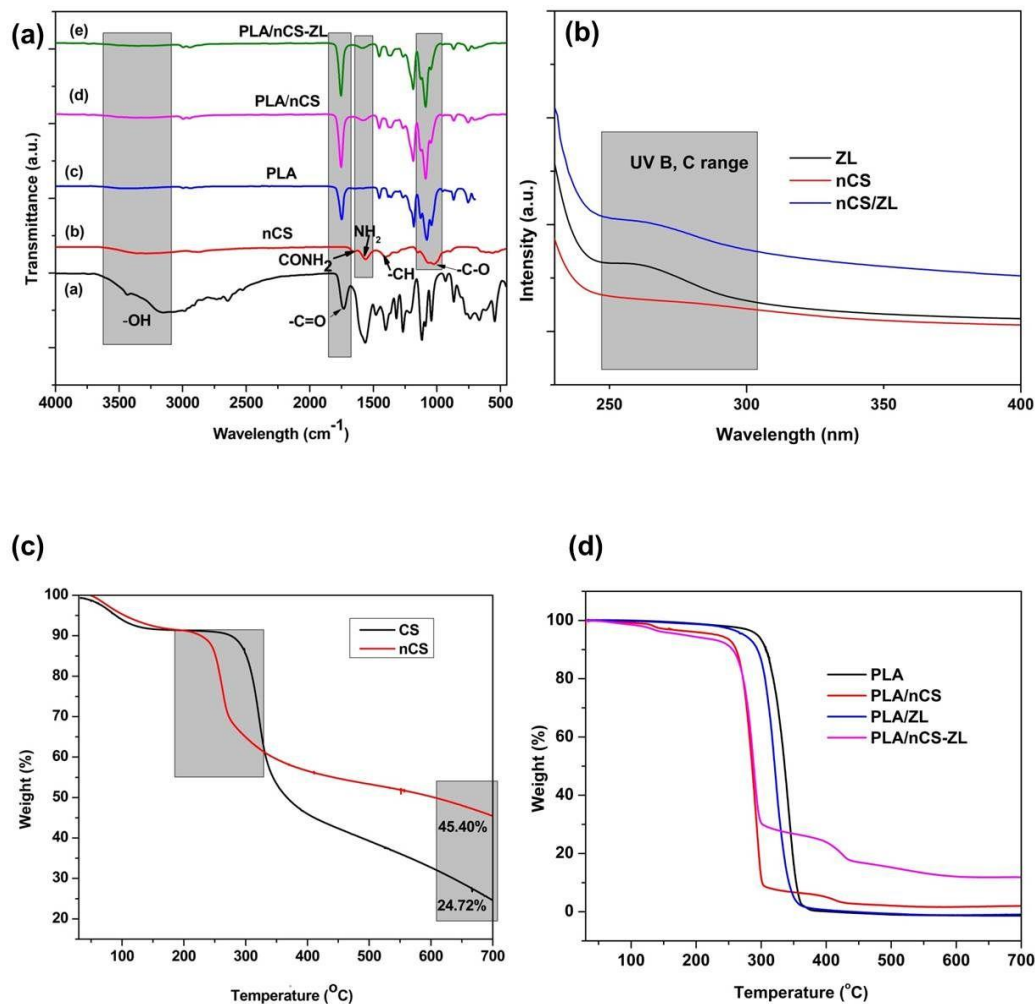 (a)
(e)
PLA/nCS-ZL
(d)
PLA/nCS
(c)
PLA
(b)
nCS
NH2
CONH2
-CH
-C-O
(a)
-OH
-C=O
Transmittance (a.u.)
4000 3500 3000 2500 2000 1500 1000 500
Wavelength (cm-1)
(b)
UV B, C range
ZL
nCS
nCS/ZL
Intensity (a.u.)
250 300 350 400
Wavelength (nm)
(c)
100
90
80
70
60
50
40
30
20
CS
nCS
45.40%
24.72%
Weight (%)
100 200 300 400 500 600 700
Temperature (OC)
(d)
100
80
60
40
20
0
PLA
PLA/nCS
PLA/ZL
PLA/nCS-ZL
Weight (%)
100 200 300 400 500 600 700
Temperature (°C)